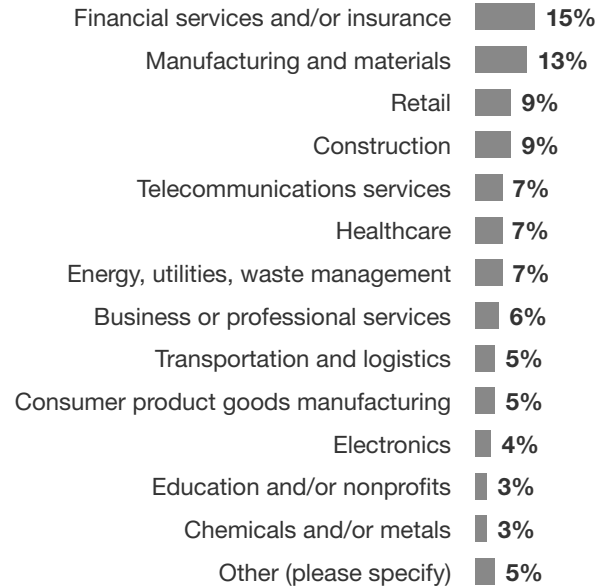 Financial services and/or insurance 15%
Manufacturing and materials 13%
Retail 9%
Construction 9%
Telecommunications services 7%
Healthcare 7%
Energy, utilities, waste management 7%
Business or professional services 6%
Transportation and logistics 5%
Consumer product goods manufacturing 5%
Electronics 4%
Education and/or nonprofits 3%
Chemicals and/or metals 3%
Other (please specify) 5%